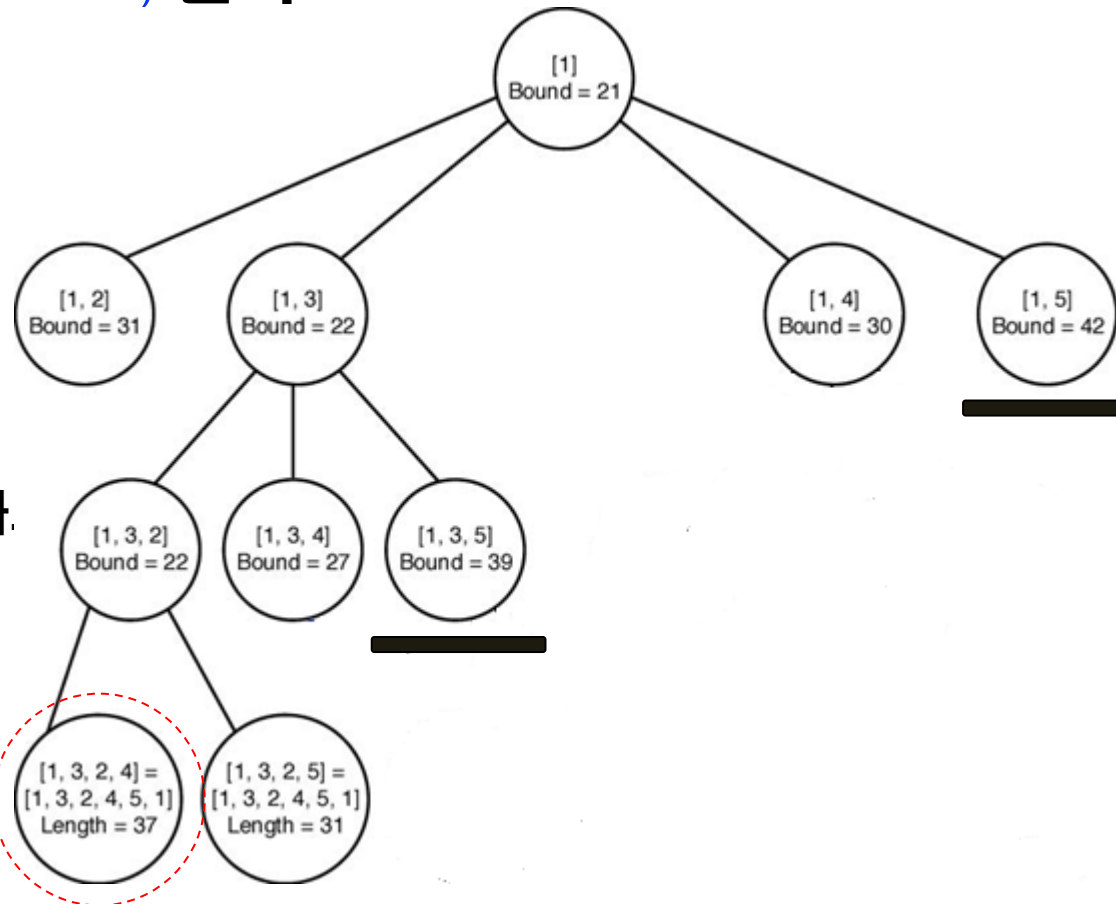 [1]
Bound = 21
[1, 2]
Bound = 31
[1, 3]
Bound = 22
[1, 4]
Bound = 30
[1, 5]
Bound = 42
[1, 3, 2]
Bound = 22
[1, 3, 4]
Bound = 27
[1, 3, 5]
Bound = 39
[1, 3, 2, 4] =
[1, 3, 2, 4, 5, 1]
Length = 37
[1, 3, 2, 5] =
[1, 3, 2, 4, 5, 1]
Length = 31